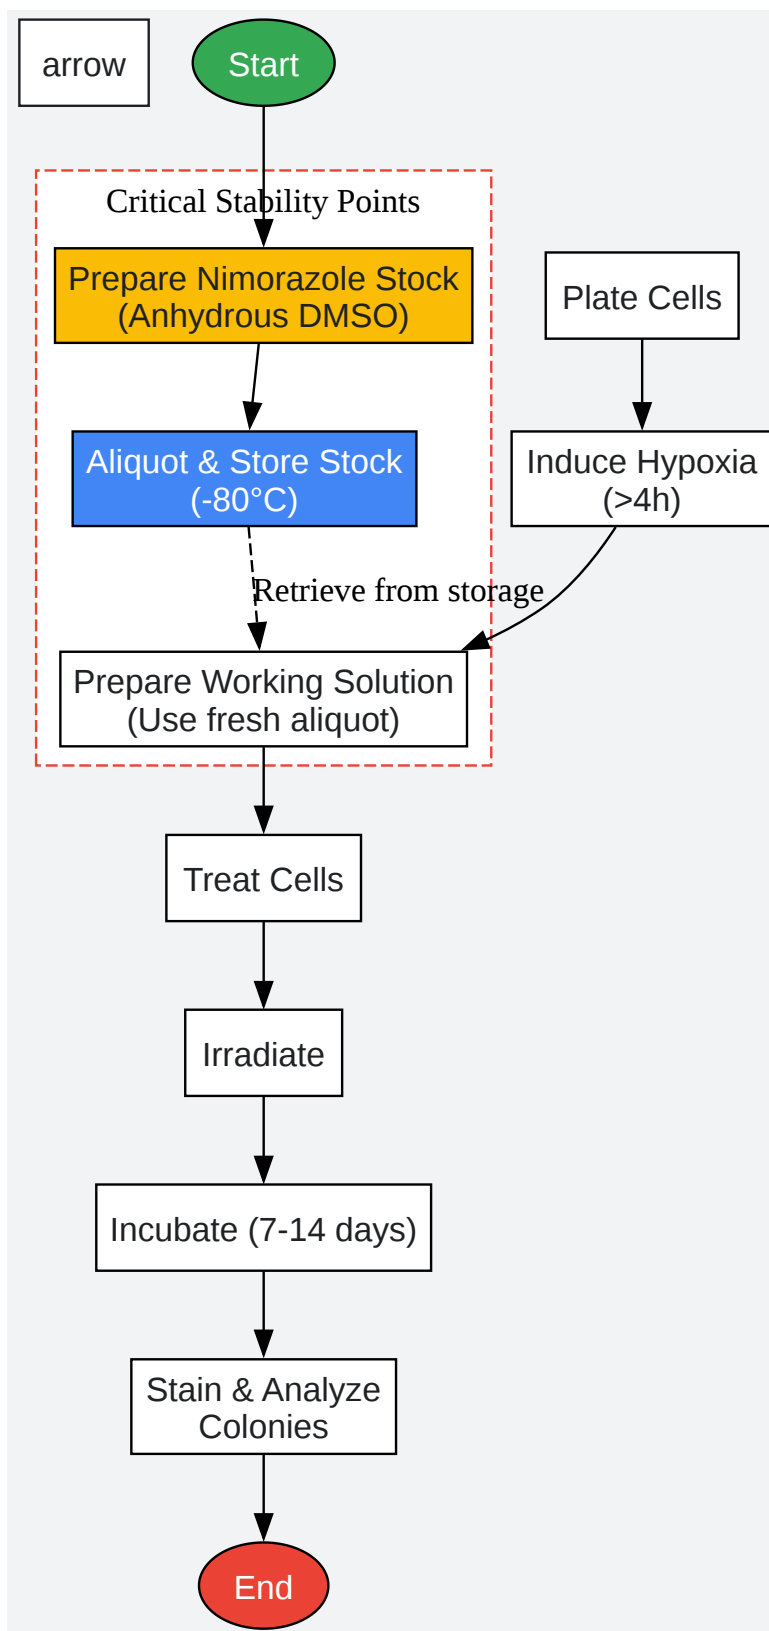 arrow
Start
Critical Stability Points
Prepare Nimorazole Stock
(Anhydrous DMSO)
Plate Cells
Aliquot & Store Stock
(-80°C)
Induce Hypoxia
(>4h)
Retrieve from storage
Prepare Working Solution
(Use fresh aliquot)
Treat Cells
Irradiate
Incubate (7-14 days)
Stain & Analyze
Colonies
End